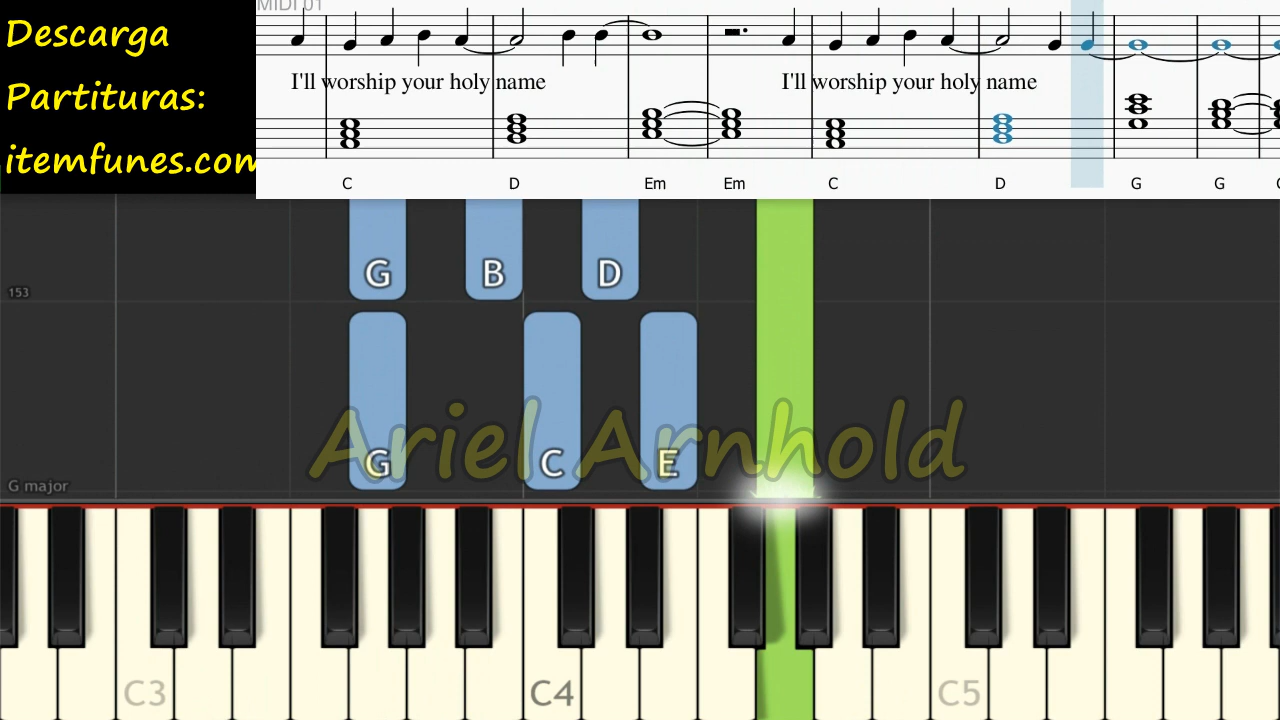 Descarga
Partituras:
itemfunes.com
MIDI 01
I'll worship your holy name I'll worship your holy name
C D Em Em C D G G
G B D
153
G C E
Ariel Arnhold
G major
C3 C4 C5